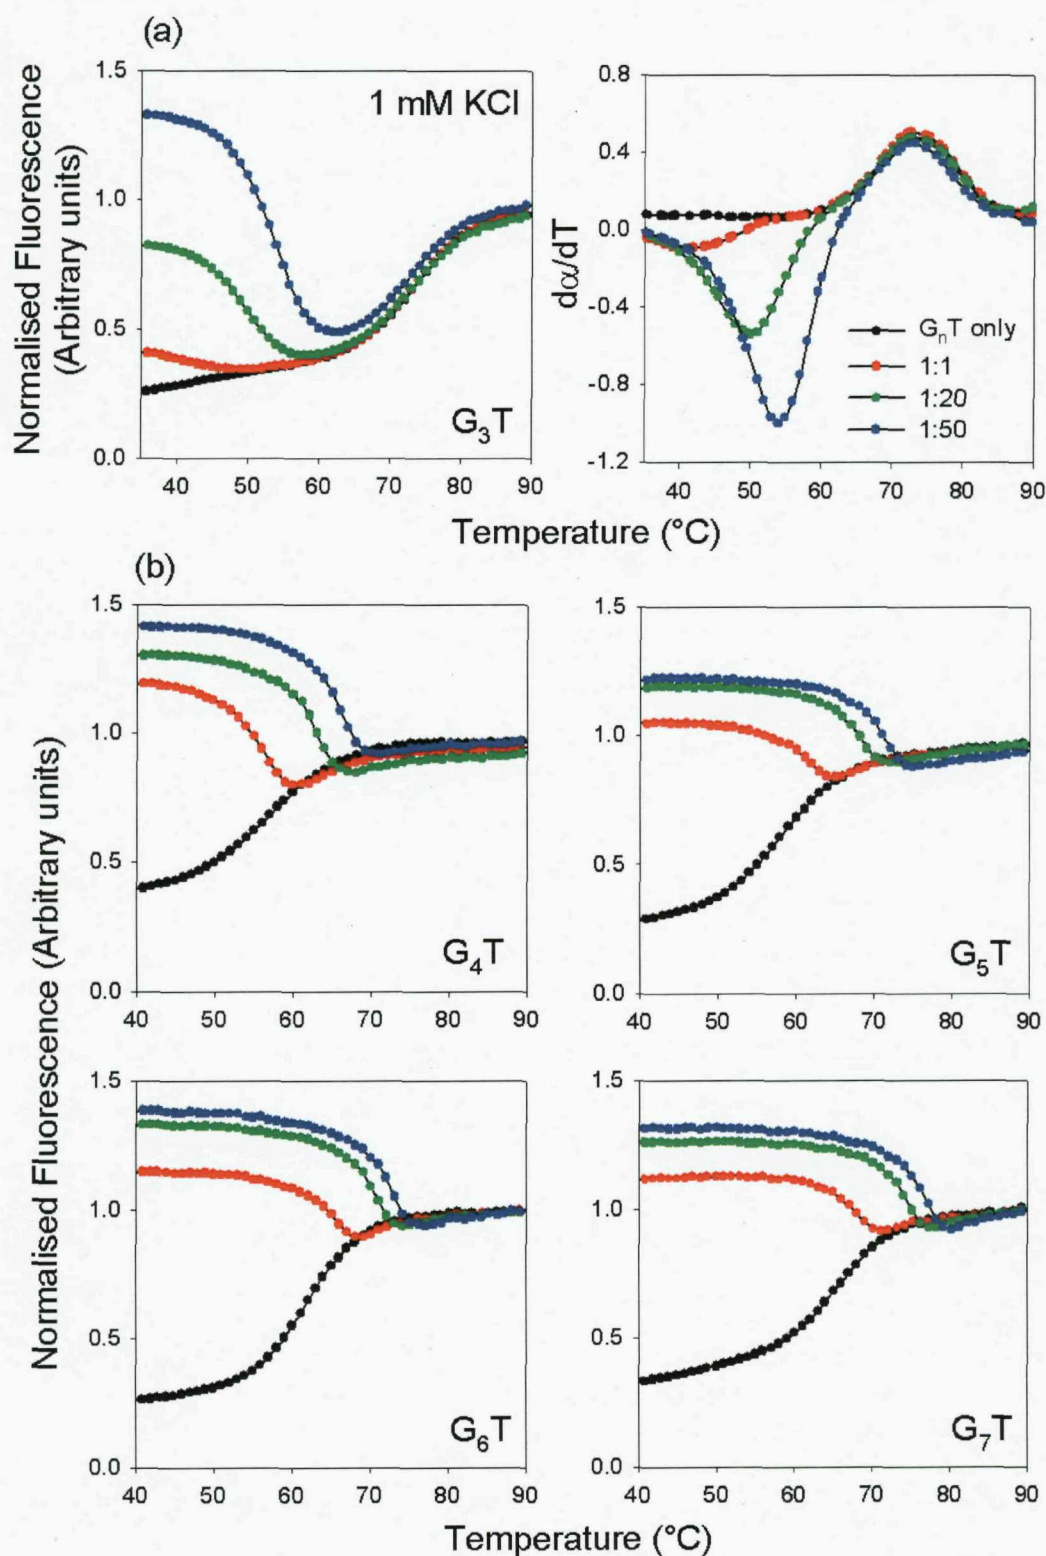 (a)
Normalised Fluorescence
(Arbitrary units)
1.5
1.0
0.5
0.0
1 mM KCl
G3T
40 50 60 70 80 90
dα/dT
0.8
0.4
0.0
-0.4
-0.8
-1.2
GnT only
1:1
1:20
1:50
40 50 60 70 80 90
Temperature (°C)
(b)
Normalised Fluorescence (Arbitrary units)
1.5
1.0
0.5
0.0
G4T
40 50 60 70 80 90
1.5
1.0
0.5
0.0
G5T
40 50 60 70 80 90
1.5
1.0
0.5
0.0
G6T
40 50 60 70 80 90
1.5
1.0
0.5
0.0
G7T
40 50 60 70 80 90
Temperature (°C)